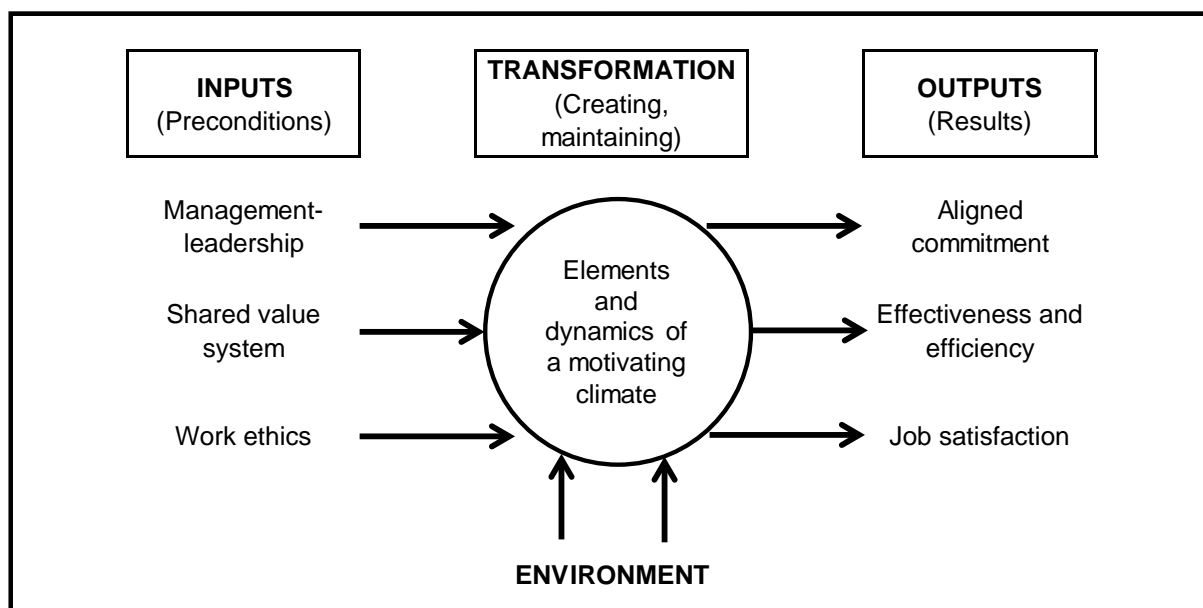 INPUTS
(Preconditions)
TRANSFORMATION
(Creating,
maintaining)
OUTPUTS
(Results)
Management-
leadership
Shared value
system
Work ethics
Elements
and
dynamics of
a motivating
climate
Aligned
commitment
Effectiveness and
efficiency
Job satisfaction
ENVIRONMENT